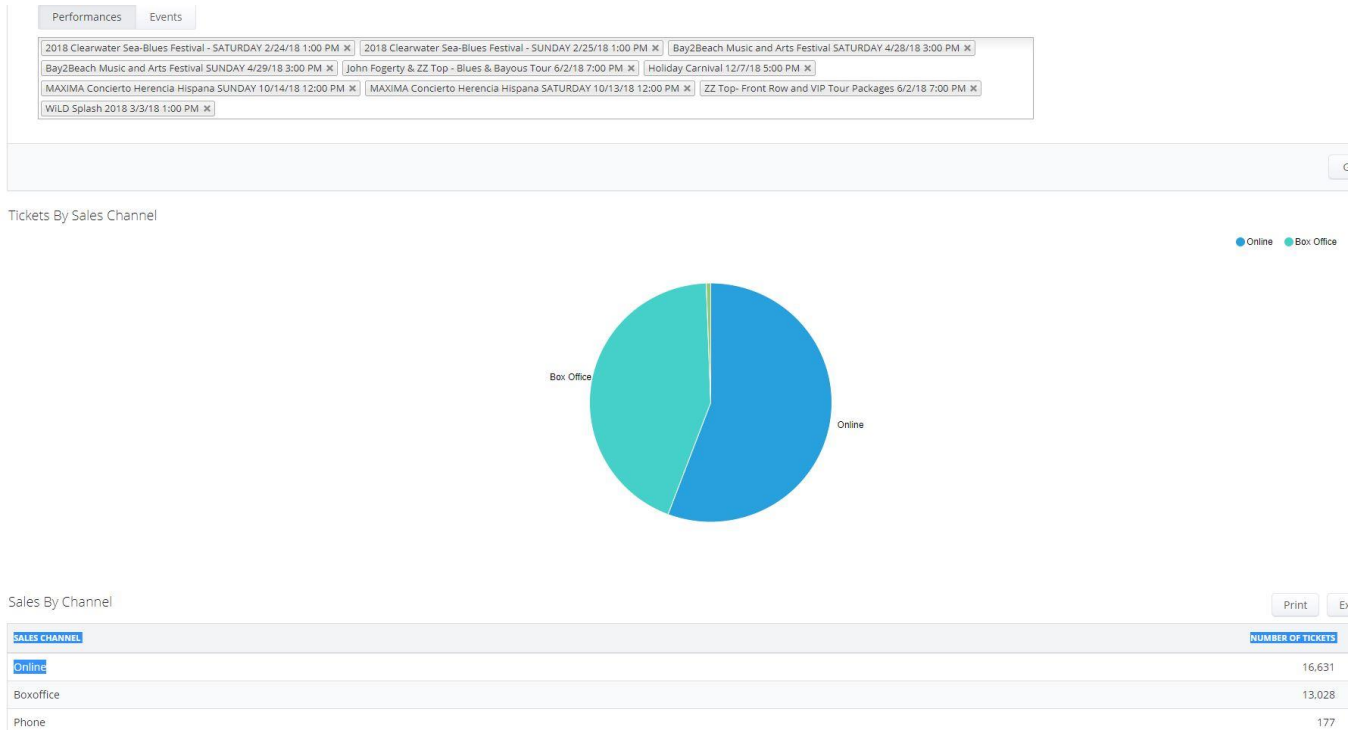 Performances Events
2018 Clearwater Sea-Blues Festival - SATURDAY 2/24/18 1:00 PM × 2018 Clearwater Sea-Blues Festival - SUNDAY 2/25/18 1:00 PM × Bay2Beach Music and Arts Festival SATURDAY 4/28/18 3:00 PM ×
Bay2Beach Music and Arts Festival SUNDAY 4/29/18 3:00 PM × John Fogerty & ZZ Top - Blues & Bayous Tour 6/2/18 7:00 PM × Holiday Carnival 12/7/18 5:00 PM ×
MAXIMA Concierto Herencia Hispana SUNDAY 10/14/18 12:00 PM × MAXIMA Concierto Herencia Hispana SATURDAY 10/13/18 12:00 PM × ZZ Top- Front Row and VIP Tour Packages 6/2/18 7:00 PM ×
WiLD Splash 2018 3/3/18 1:00 PM ×
Tickets By Sales Channel
Online Box Office
Box Office
Online
Sales By Channel
Print
SALES CHANNEL NUMBER OF TICKETS
Online 16,631
Boxoffice 13,028
Phone 177